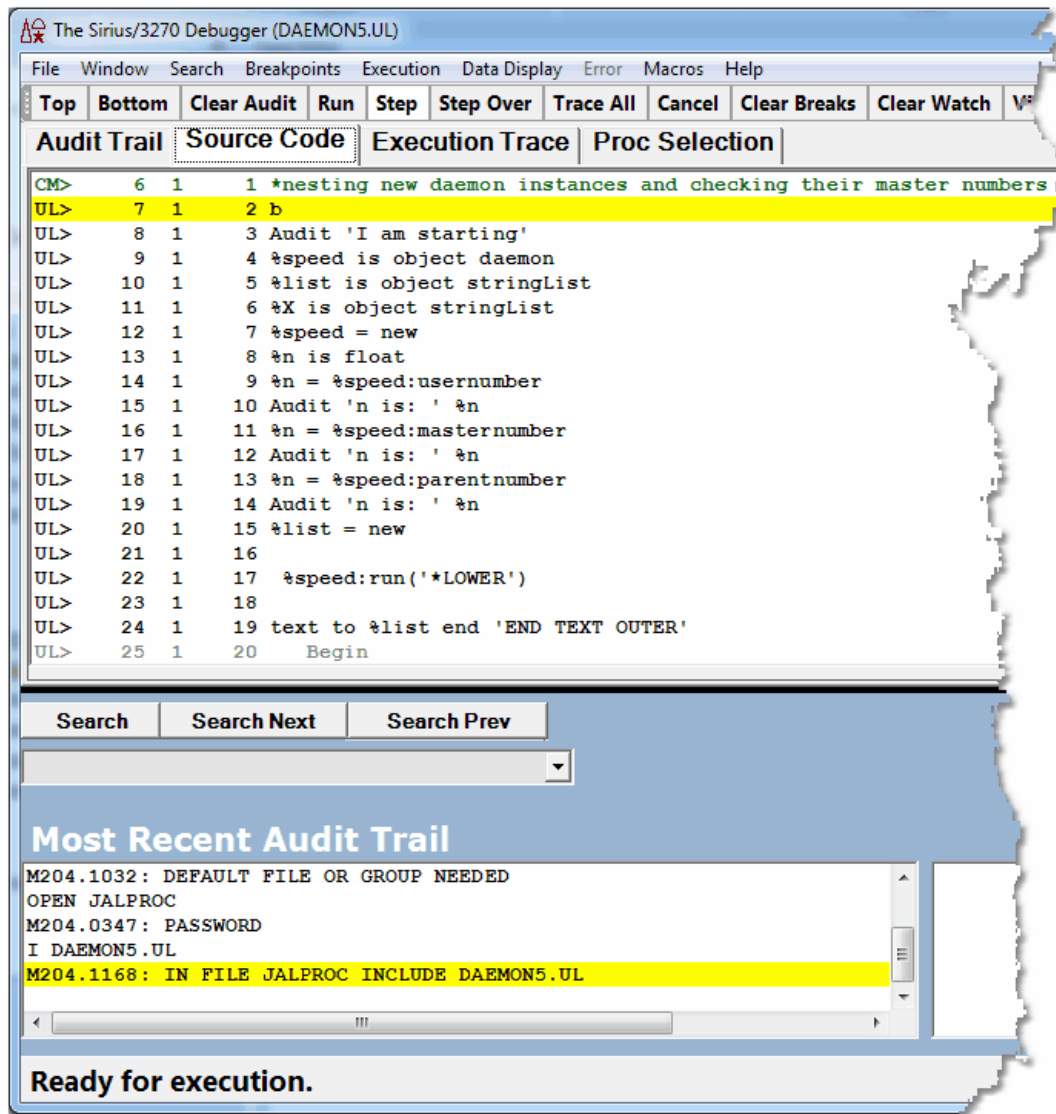 The Sirius/3270 Debugger (DAEMON5.UL)
File Window Search Breakpoints Execution Data Display Error Macros Help
Top Bottom Clear Audit Run Step Step Over Trace All Cancel Clear Breaks Clear Watch
Audit Trail Source Code Execution Trace Proc Selection
CM> 6 1 1 *nesting new daemon instances and checking their master numbers
UL> 7 1 2 b
UL> 8 1 3 Audit 'I am starting'
UL> 9 1 4 %speed is object daemon
UL> 10 1 5 %list is object stringList
UL> 11 1 6 %X is object stringList
UL> 12 1 7 %speed = new
UL> 13 1 8 %n is float
UL> 14 1 9 %n = %speed:usernumber
UL> 15 1 10 Audit 'n is: ' %n
UL> 16 1 11 %n = %speed:masternumber
UL> 17 1 12 Audit 'n is: ' %n
UL> 18 1 13 %n = %speed:parentnumber
UL> 19 1 14 Audit 'n is: ' %n
UL> 20 1 15 %list = new
UL> 21 1 16
UL> 22 1 17 %speed:run('*LOWER')
UL> 23 1 18
UL> 24 1 19 text to %list end 'END TEXT OUTER'
UL> 25 1 20 Begin
Search Search Next Search Prev
Most Recent Audit Trail
M204.1032: DEFAULT FILE OR GROUP NEEDED
OPEN JALPROC
M204.0347: PASSWORD
I DAEMON5.UL
M204.1168: IN FILE JALPROC INCLUDE DAEMON5.UL
Ready for execution.